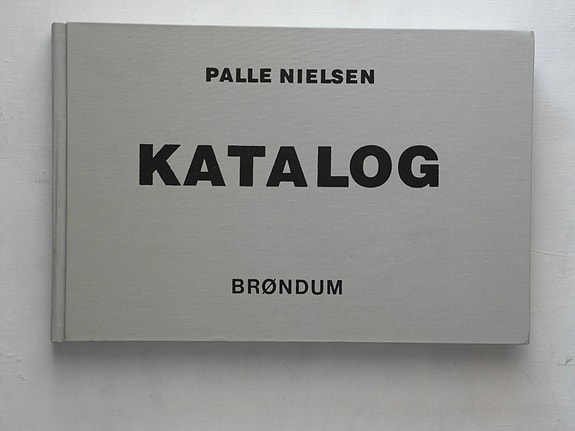 PALLE NIELSEN
KATALOG
BRØNDUM